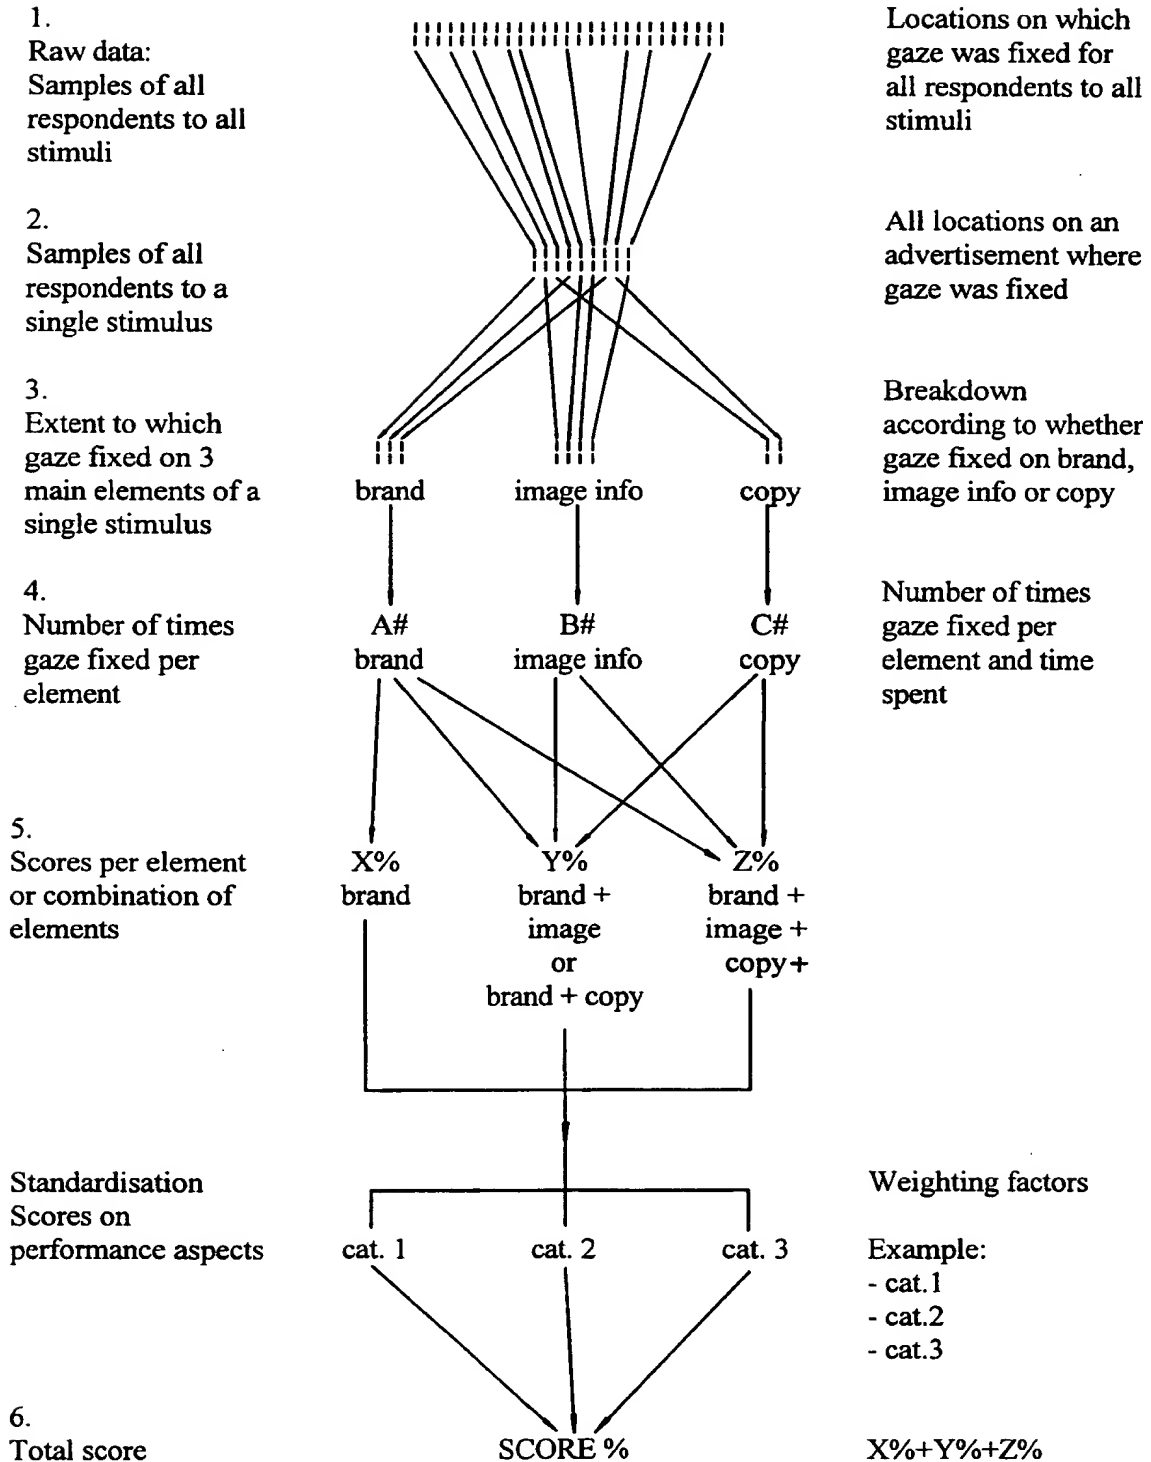 1.
Raw data:
Samples of all
respondents to all
stimuli
Locations on which
gaze was fixed for
all respondents to all
stimuli
2.
Samples of all
respondents to a
single stimulus
All locations on an
advertisement where
gaze was fixed
3.
Extent to which
gaze fixed on 3
main elements of a
single stimulus
brand
image info
copy
Breakdown
according to whether
gaze fixed on brand,
image info or copy
4.
Number of times
gaze fixed per
element
A#
brand
B#
image info
C#
copy
Number of times
gaze fixed per
element and time
spent
5.
Scores per element
or combination of
elements
X%
brand
Y%
brand +
image
or
brand + copy
Z%
brand +
image +
copy+
Standardisation
Scores on
performance aspects
cat. 1
cat. 2
cat. 3
Weighting factors
Example:
- cat.1
- cat.2
- cat.3
6.
Total score
SCORE %
X%+Y%+Z%